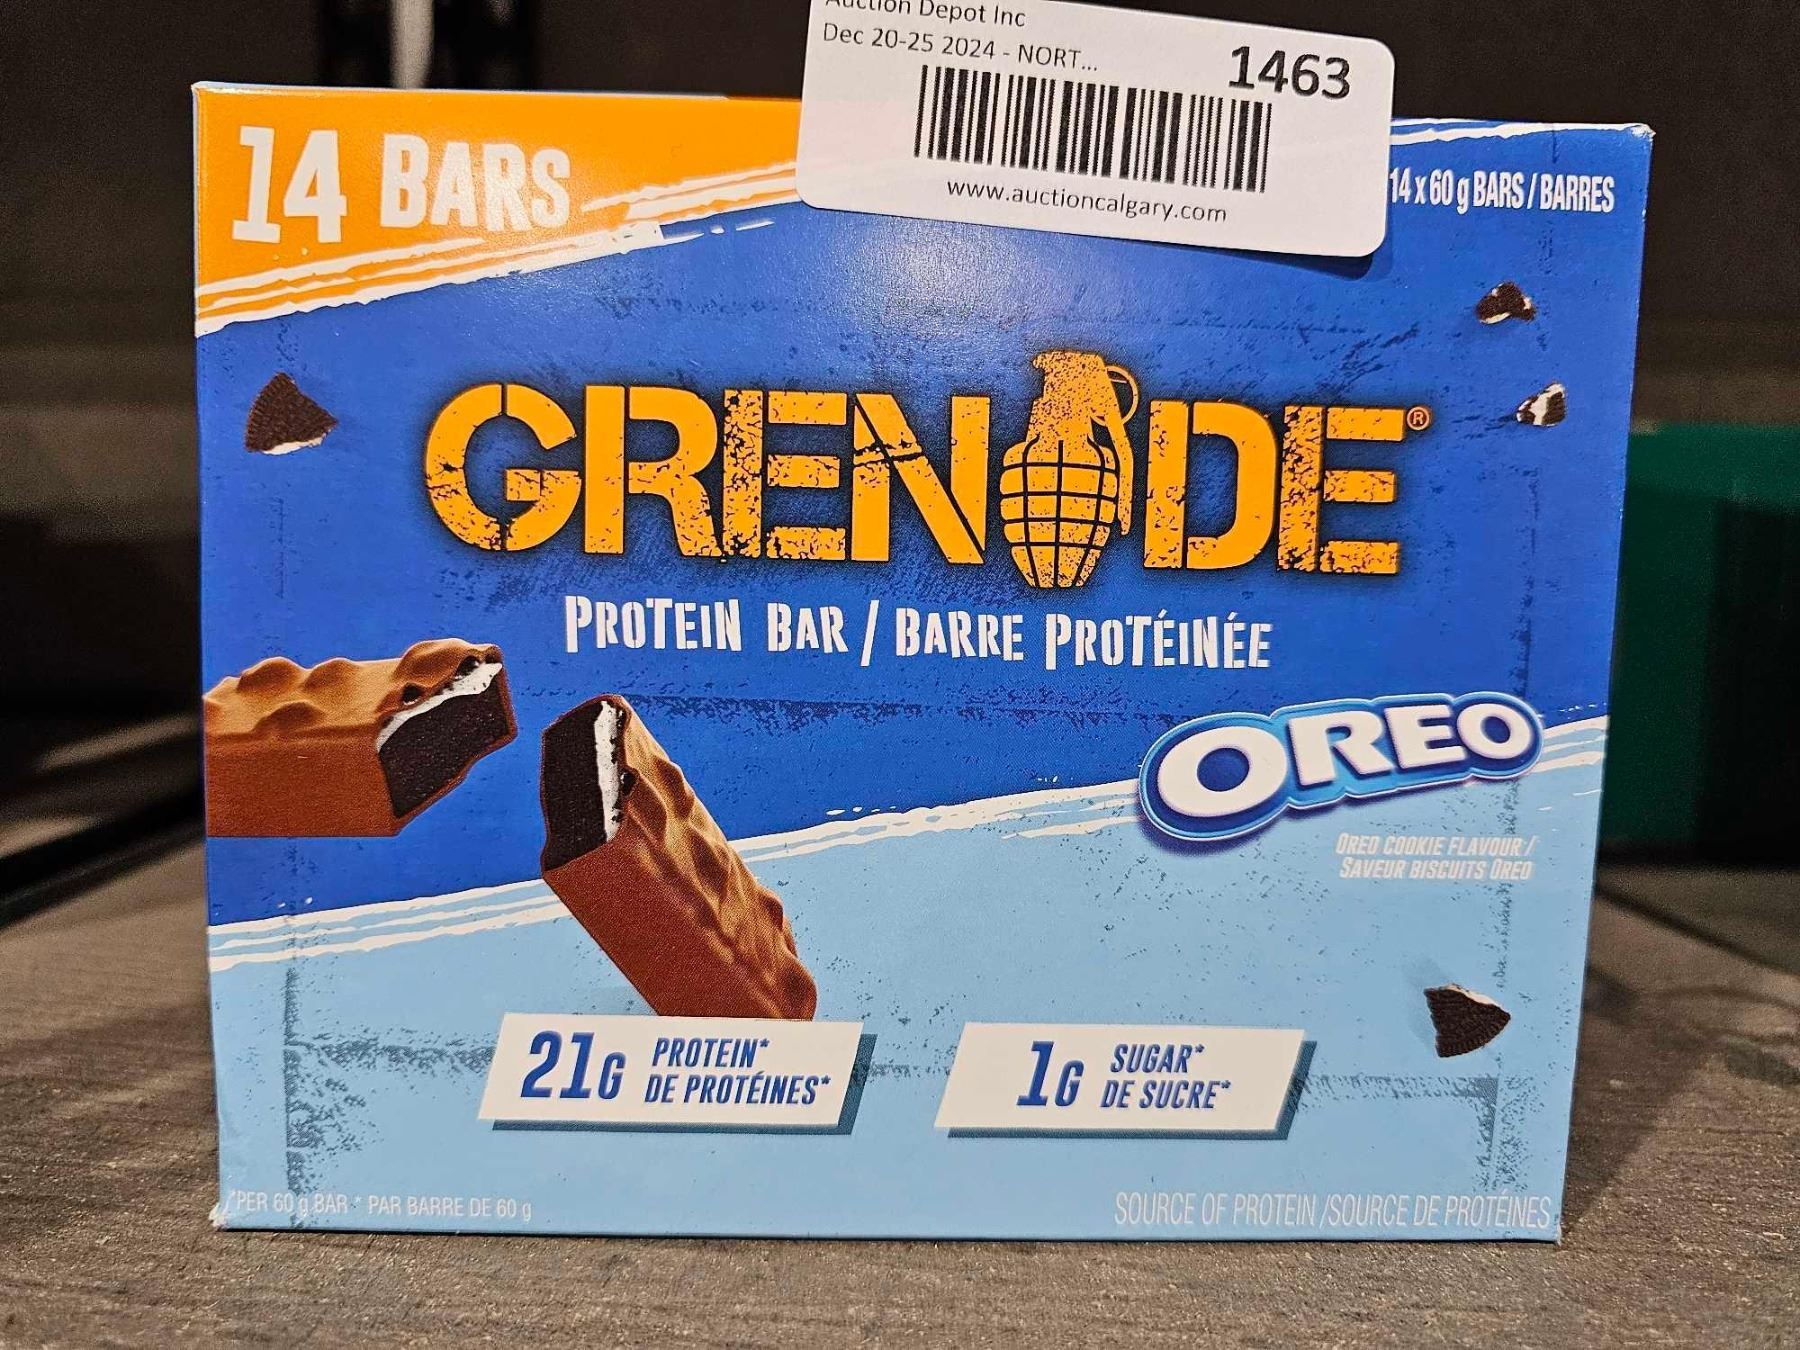 Auction Depot Inc
Dec 20-25 2024 - NORT...
1463
www.auctioncalgary.com
14 BARS
14 x 60 g BARS / BARRES
GRENADE®
PROTEIN BAR / BARRE PROTÉINÉE
OREO
OREO COOKIE FLAVOUR /
SAVEUR BISCUITS OREO
21G PROTEIN*
DE PROTÉINES*
1G SUGAR*
DE SUCRE*
*PER 60 g BAR * PAR BARRE DE 60 g
SOURCE OF PROTEIN /SOURCE DE PROTÉINES